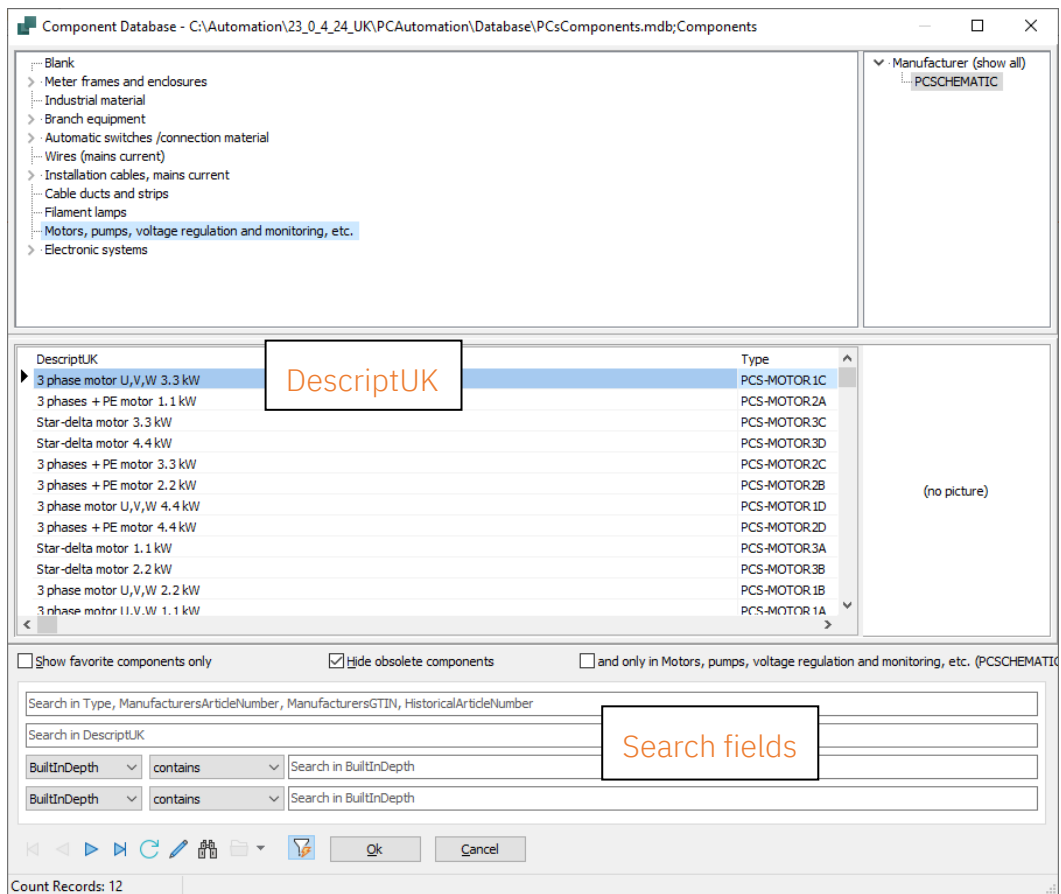 Component Database - C:\Automation\23_0_4_24_UK\PCAutomation\Database\PCsComponents.mdb;Components
Blank
Meter frames and enclosures
Industrial material
Branch equipment
Automatic switches /connection material
Wires (mains current)
Installation cables, mains current
Cable ducts and strips
Filament lamps
Motors, pumps, voltage regulation and monitoring, etc.
Electronic systems
Manufacturer (show all)
PCSCHEMATIC
DescriptUK Type
3 phase motor U,V,W 3.3 kW PCS-MOTOR1C
3 phases + PE motor 1.1 kW PCS-MOTOR2A
Star-delta motor 3.3 kW PCS-MOTOR3C
Star-delta motor 4.4 kW PCS-MOTOR3D
3 phases + PE motor 3.3 kW PCS-MOTOR2C
3 phases + PE motor 2.2 kW PCS-MOTOR2B
3 phase motor U,V,W 4.4 kW PCS-MOTOR1D
3 phases + PE motor 4.4 kW PCS-MOTOR2D
Star-delta motor 1.1 kW PCS-MOTOR3A
Star-delta motor 2.2 kW PCS-MOTOR3B
3 phase motor U,V,W 2.2 kW PCS-MOTOR1B
3 phase motor U,V,W 1.1 kW PCS-MOTOR1A
DescriptUK
(no picture)
Show favorite components only Hide obsolete components and only in Motors, pumps, voltage regulation and monitoring, etc. (PCSCHEMATIC
Search in Type, ManufacturersArticleNumber, ManufacturersGTIN, HistoricalArticleNumber
Search in DescriptUK
Search fields
BuiltInDepth contains Search in BuiltInDepth
BuiltInDepth contains Search in BuiltInDepth
Ok Cancel
Count Records: 12